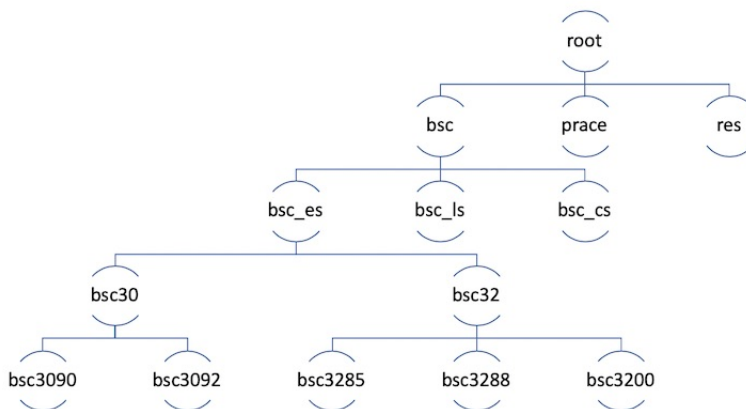 root
bsc prace res
bsc_es bsc_ls bsc_cs
bsc30 bsc32
bsc3090 bsc3092 bsc3285 bsc3288 bsc3200